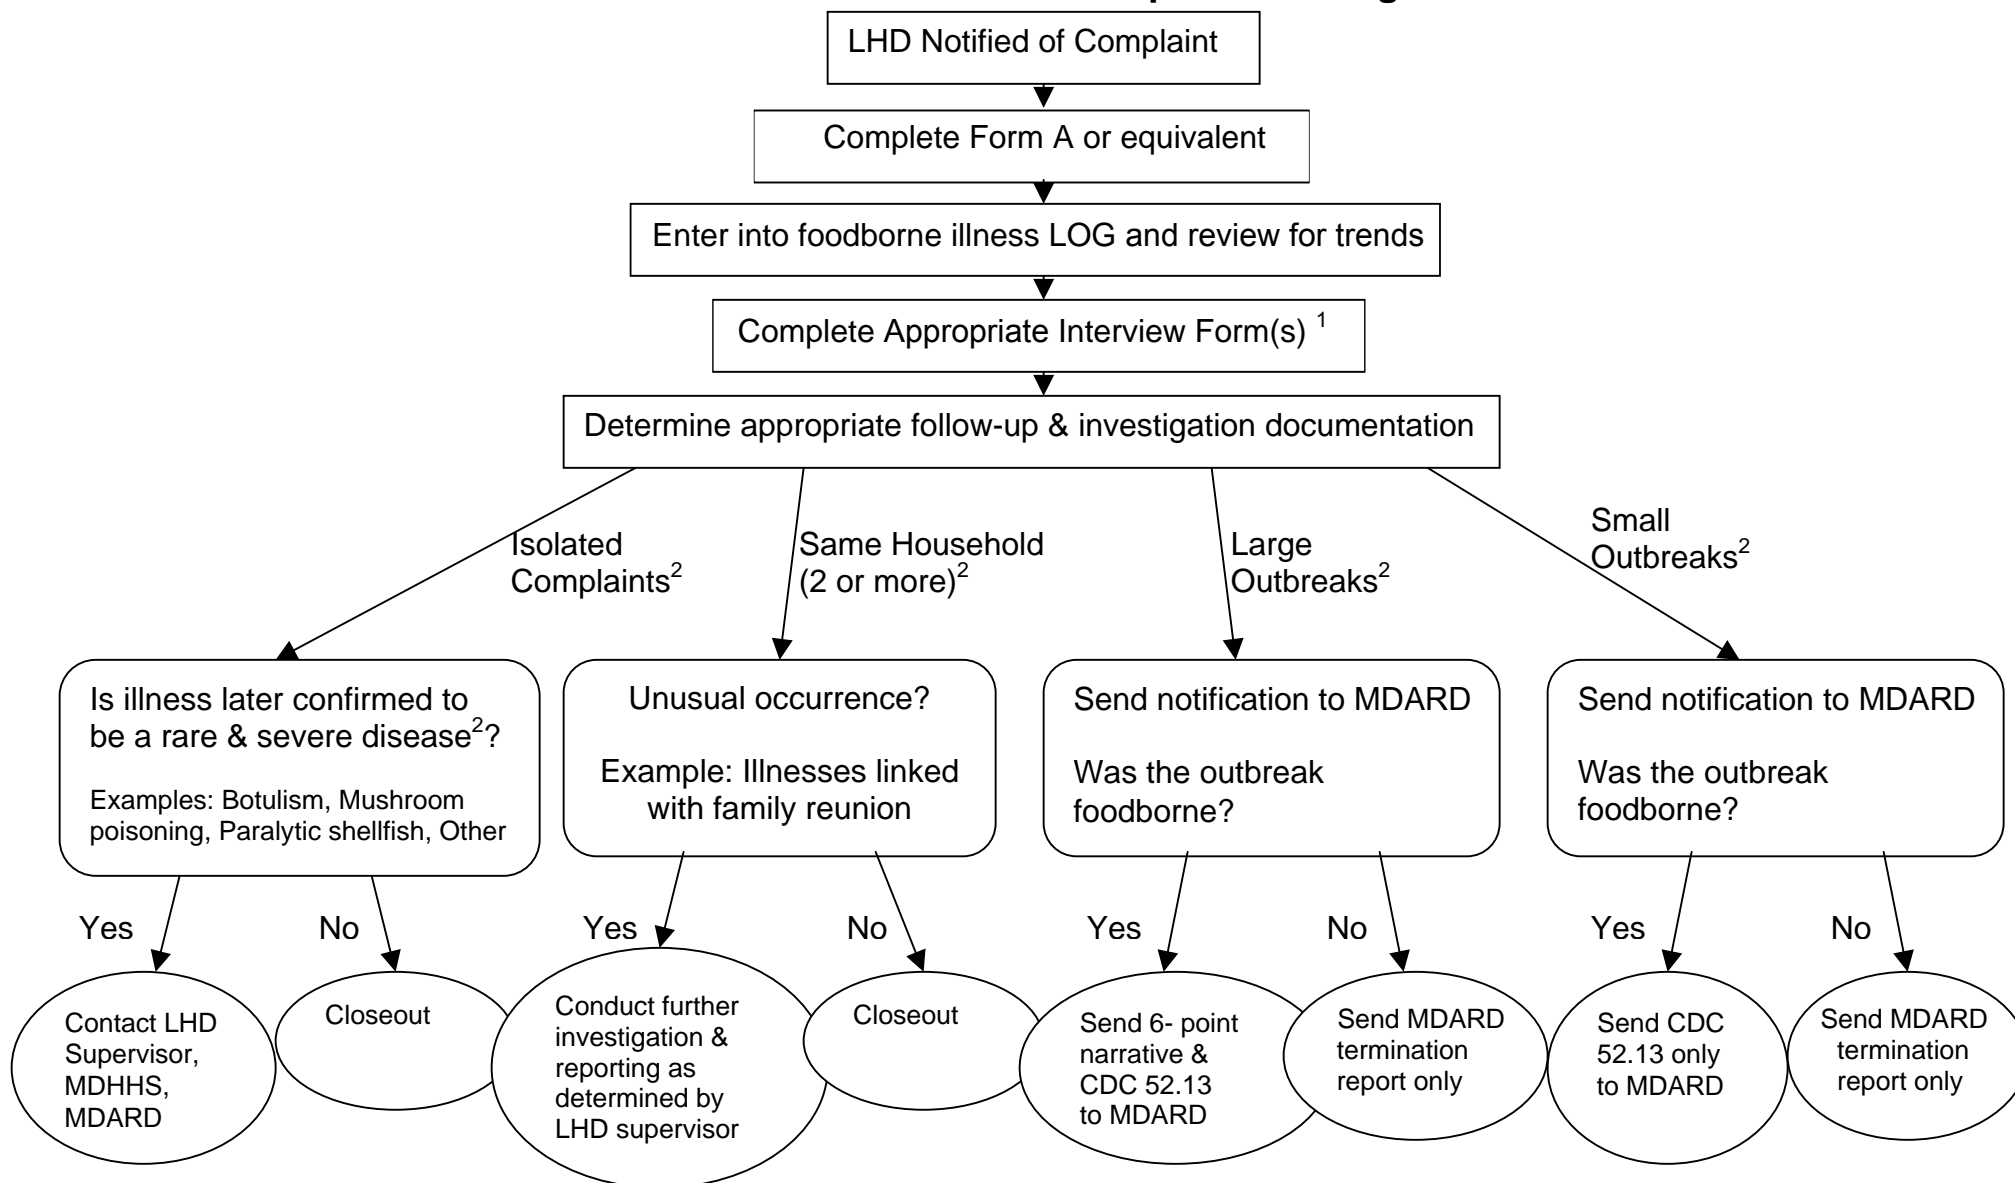 LHD Notified of Complaint
Complete Form A or equivalent
Enter into foodborne illness LOG and review for trends
Complete Appropriate Interview Form(s) 1
Determine appropriate follow-up & investigation documentation
Isolated
Complaints2
Same Household
(2 or more)2
Large
Outbreaks2
Small
Outbreaks2
Is illness later confirmed to
be a rare & severe disease2?
Examples: Botulism, Mushroom
poisoning, Paralytic shellfish, Other
Unusual occurrence?
Example: Illnesses linked
with family reunion
Send notification to MDARD
Was the outbreak
foodborne?
Send notification to MDARD
Was the outbreak
foodborne?
Yes
No
Yes
No
Yes
No
Yes
No
Contact LHD
Supervisor,
MDHHS,
MDARD
Closeout
Conduct further
investigation &
reporting as
determined by
LHD supervisor
Closeout
Send 6- point
narrative &
CDC 52.13
to MDARD
Send MDARD
termination
report only
Send CDC
52.13 only
to MDARD
Send MDARD
termination
report only